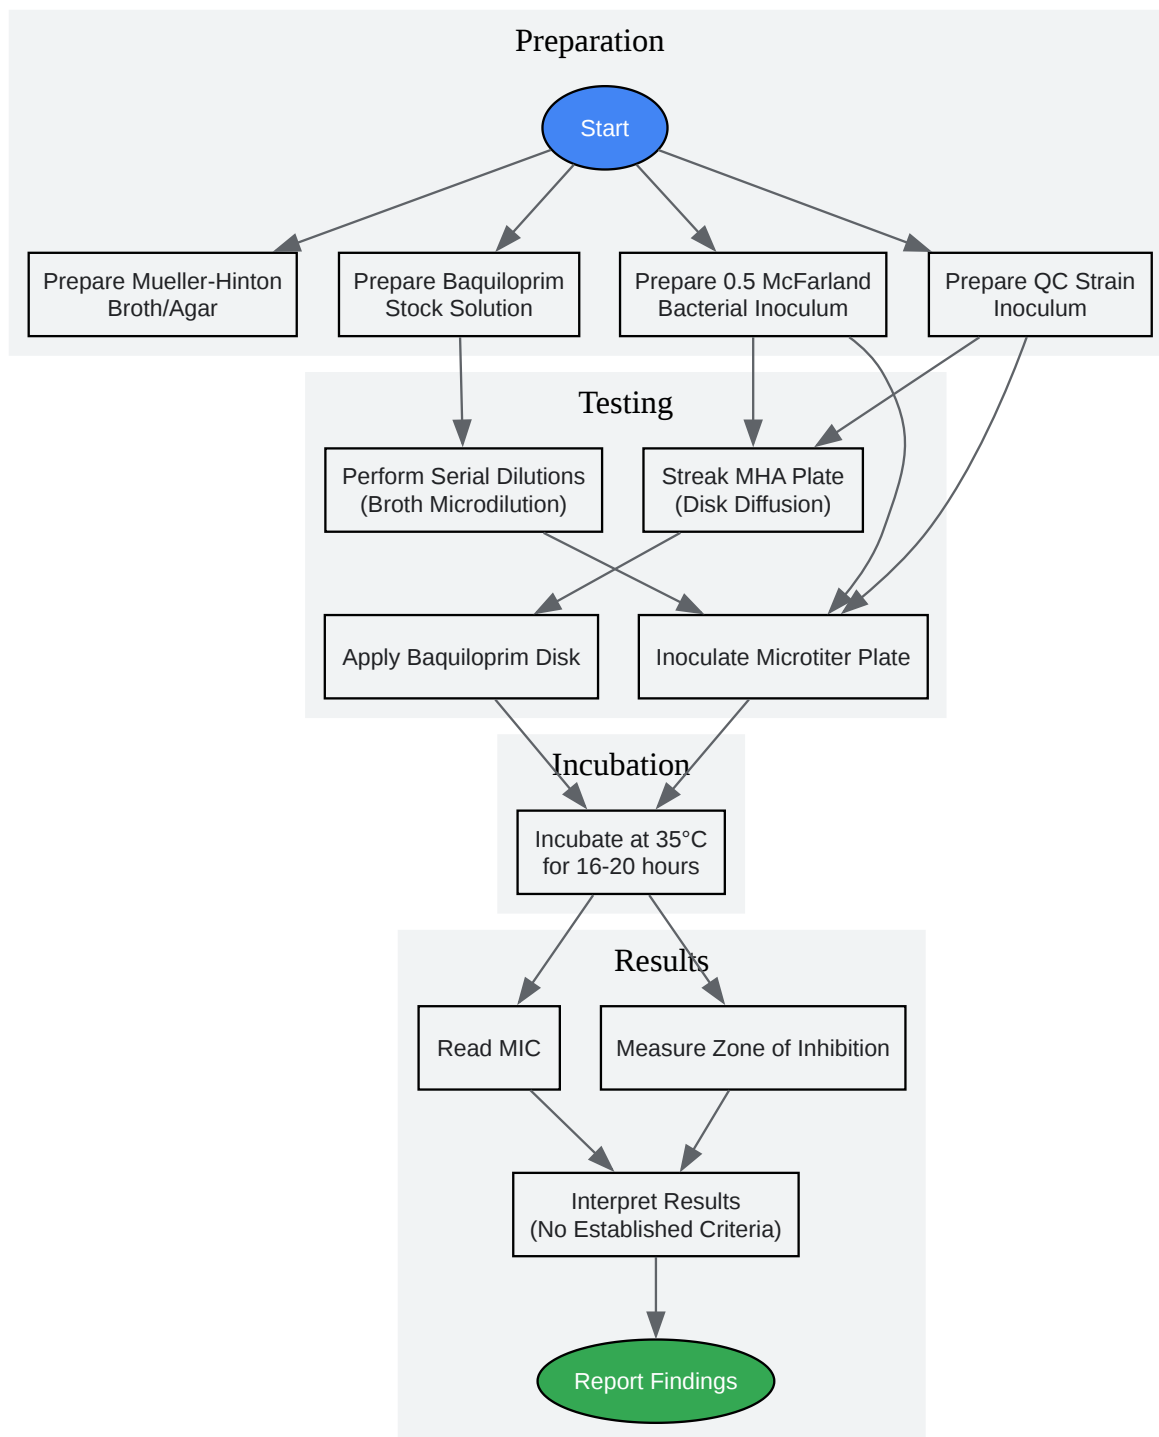 Preparation
Start
Prepare Mueller-Hinton
Broth/Agar
Prepare Baquiloprim
Stock Solution
Prepare 0.5 McFarland
Bacterial Inoculum
Prepare QC Strain
Inoculum
Testing
Perform Serial Dilutions
(Broth Microdilution)
Streak MHA Plate
(Disk Diffusion)
Apply Baquiloprim Disk
Inoculate Microtiter Plate
Incubation
Incubate at 35°C
for 16-20 hours
Results
Read MIC
Measure Zone of Inhibition
Interpret Results
(No Established Criteria)
Report Findings